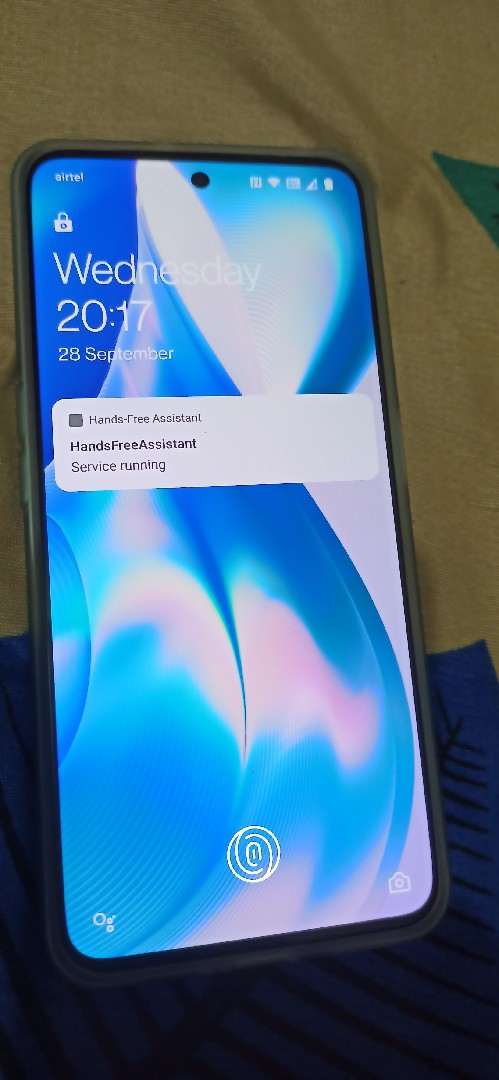 airtel
Wednesday
20:17
28 September
Hands-Free Assistant
HandsFreeAssistant
Service running